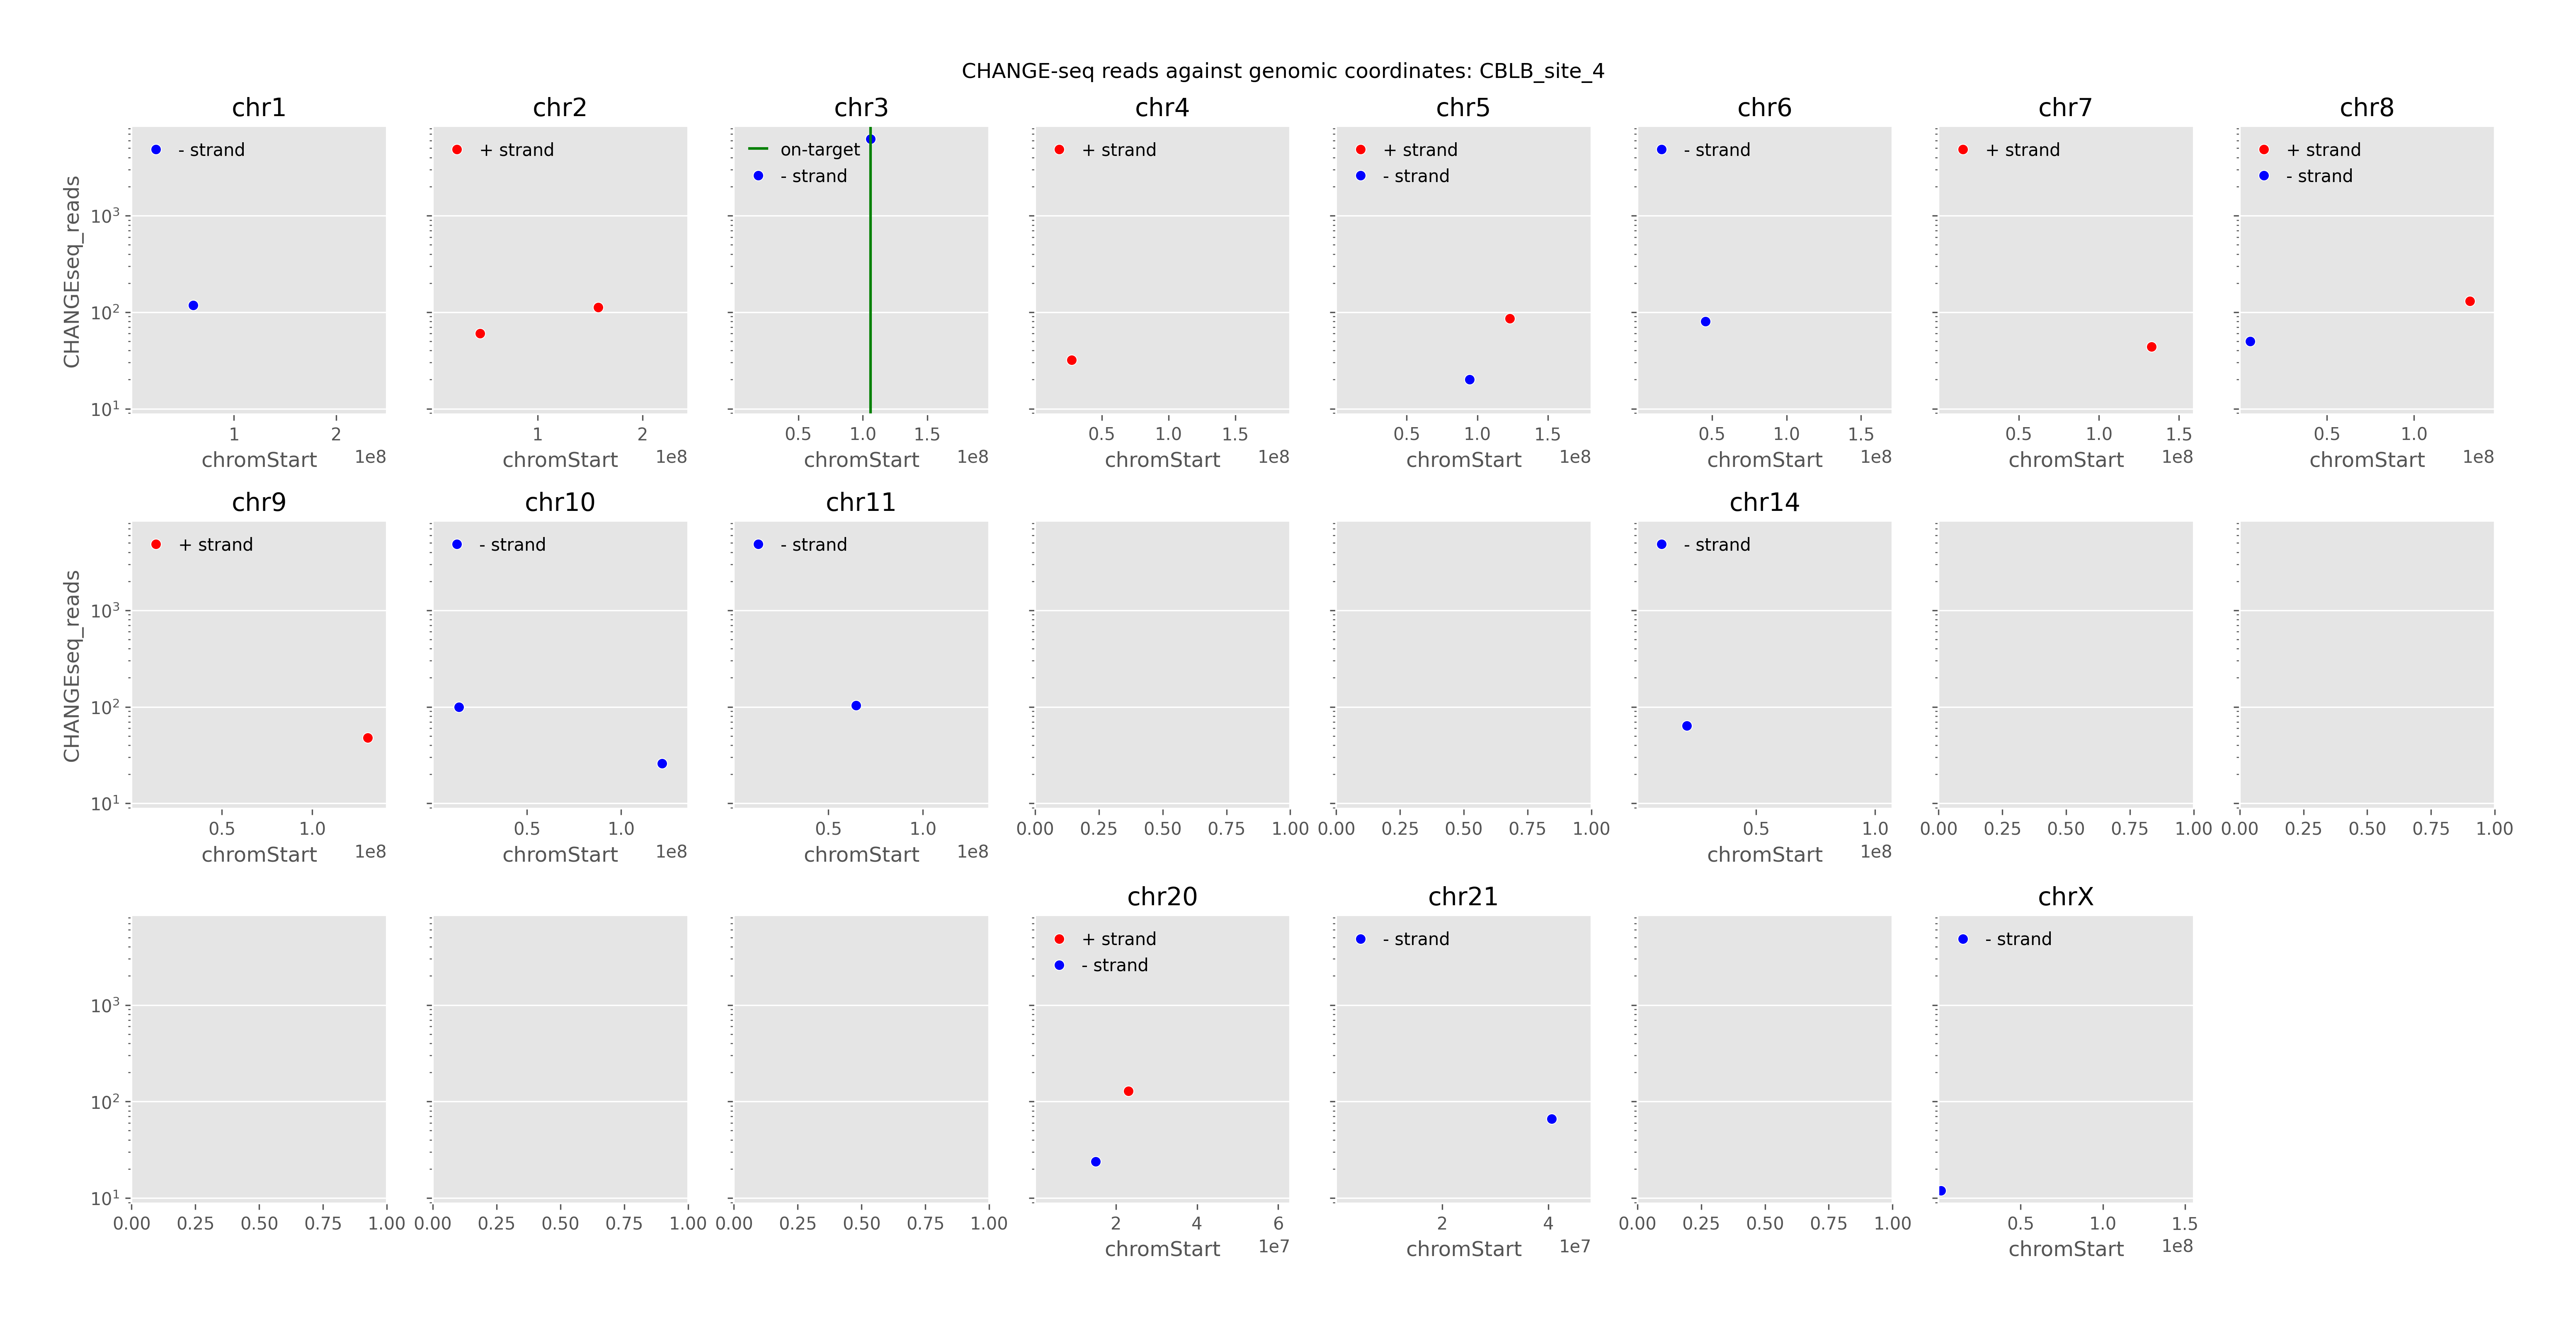 CHANGE-seq reads against genomic coordinates: CBLB_site_4
chr1 chr2 chr3 chr4 chr5 chr6 chr7 chr8
- strand + strand on-target + strand + strand - strand + strand + strand
- strand - strand - strand
CHANGEseq_reads
10³
10²
10¹
1 2 1 2 0.5 1.0 1.5 0.5 1.0 1.5 0.5 1.0 1.5 0.5 1.0 1.5 0.5 1.0 1.5 0.5 1.0
chromStart 1e8 chromStart 1e8 chromStart 1e8 chromStart 1e8 chromStart 1e8 chromStart 1e8 chromStart 1e8 chromStart 1e8
chr9 chr10 chr11 chr14
+ strand - strand - strand - strand
CHANGEseq_reads
10³
10²
10¹
0.5 1.0 0.5 1.0 0.5 1.0 0.00 0.25 0.50 0.75 1.00 0.00 0.25 0.50 0.75 1.00 0.5 1.0 0.00 0.25 0.50 0.75 1.00 0.00 0.25 0.50 0.75 1.00
chromStart 1e8 chromStart 1e8 chromStart 1e8 chromStart 1e8
chr20 chr21 chrX
+ strand - strand - strand
- strand
10³
10²
10¹
0.00 0.25 0.50 0.75 1.00 0.00 0.25 0.50 0.75 1.00 0.00 0.25 0.50 0.75 1.00 2 4 6 2 4 0.00 0.25 0.50 0.75 1.00 0.5 1.0 1.5
chromStart 1e7 chromStart 1e7 chromStart 1e8